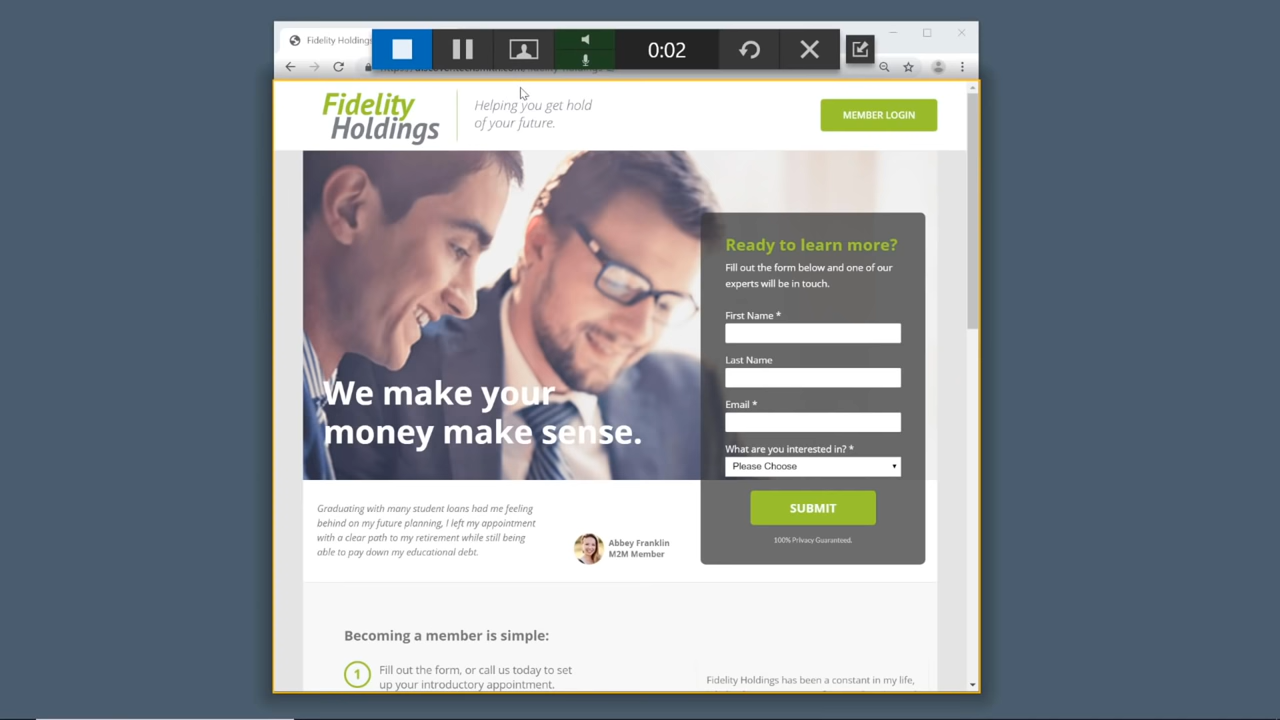 Fidelity Holding
0:02
Fidelity
Holdings
Helping you get hold
of your future.
MEMBER LOGIN
We make your
money make sense.
Ready to learn more?
Fill out the form below and one of our
experts will be in touch.
First Name *
Last Name
Email *
What are you interested in? *
Please Choose
SUBMIT
100% Privacy Guaranteed.
Graduating with many student loans had me feeling
behind on my future planning, I left my appointment
with a clear path to my retirement while still being
able to pay down my educational debt.
Abbey Franklin
M2M Member
Becoming a member is simple:
1
Fill out the form, or call us today to set
up your introductory appointment.
Fidelity Holdings has been a constant in my life,